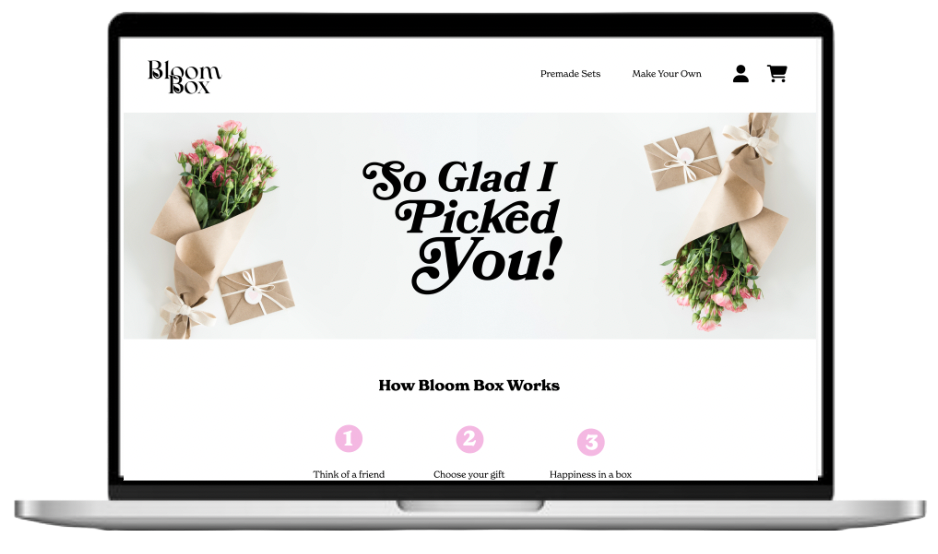 Bloom
Box
Premade Sets
Make Your Own
So Glad I
Picked
You!
How Bloom Box Works
1
2
3
Think of a friend
Choose your gift
Happiness in a box